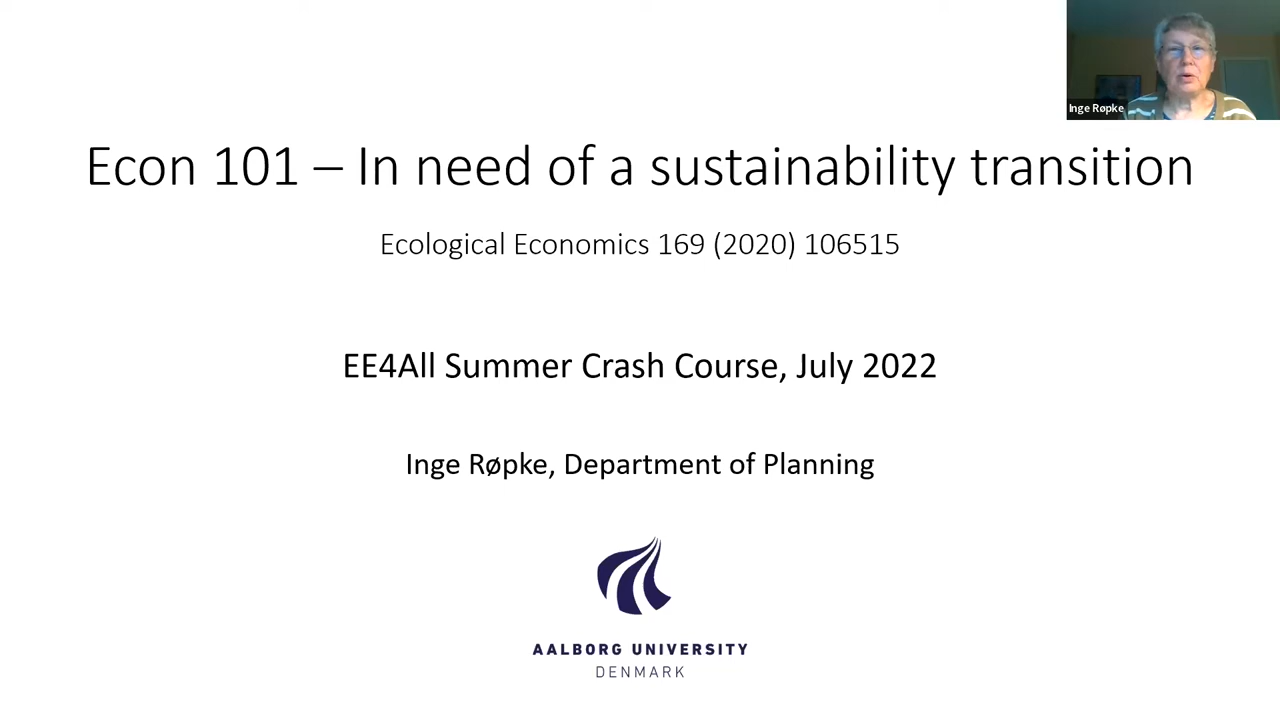 Inge Røpke
Econ 101 – In need of a sustainability transition
Ecological Economics 169 (2020) 106515
EE4All Summer Crash Course, July 2022
Inge Røpke, Department of Planning
AALBORG UNIVERSITY
DENMARK